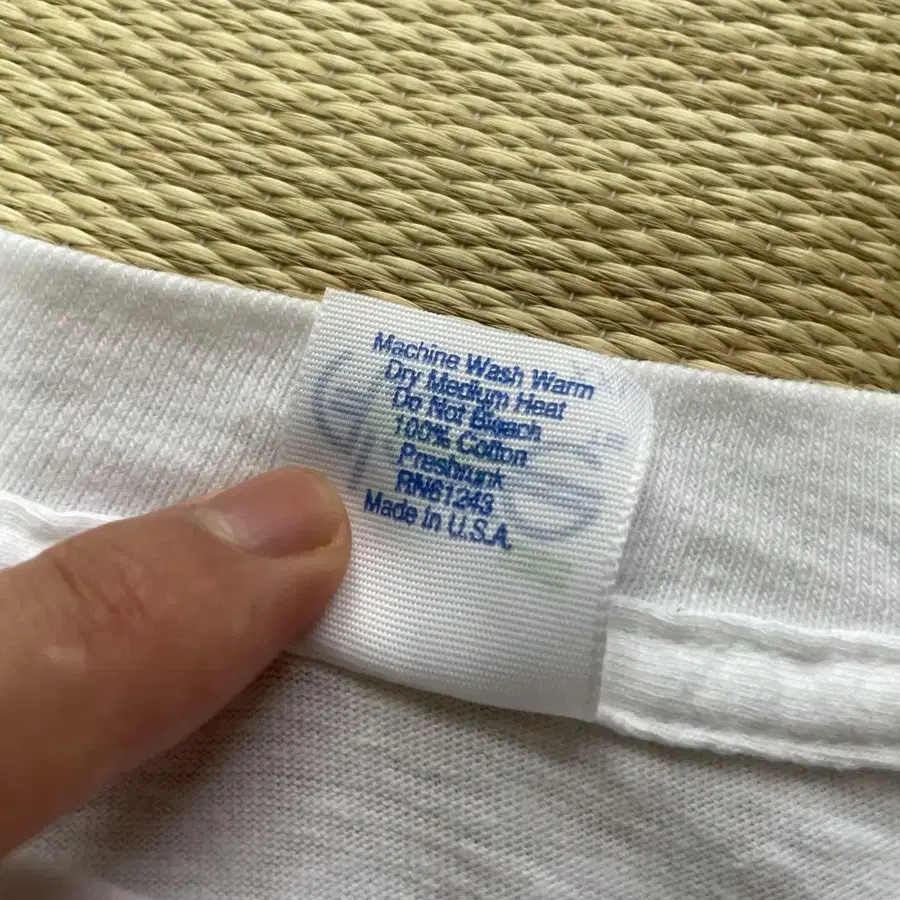 Machine Wash Warm
Dry Medium Heat
Do Not Bleach
100% Cotton
Preshrunk
RN61243
Made in U.S.A.